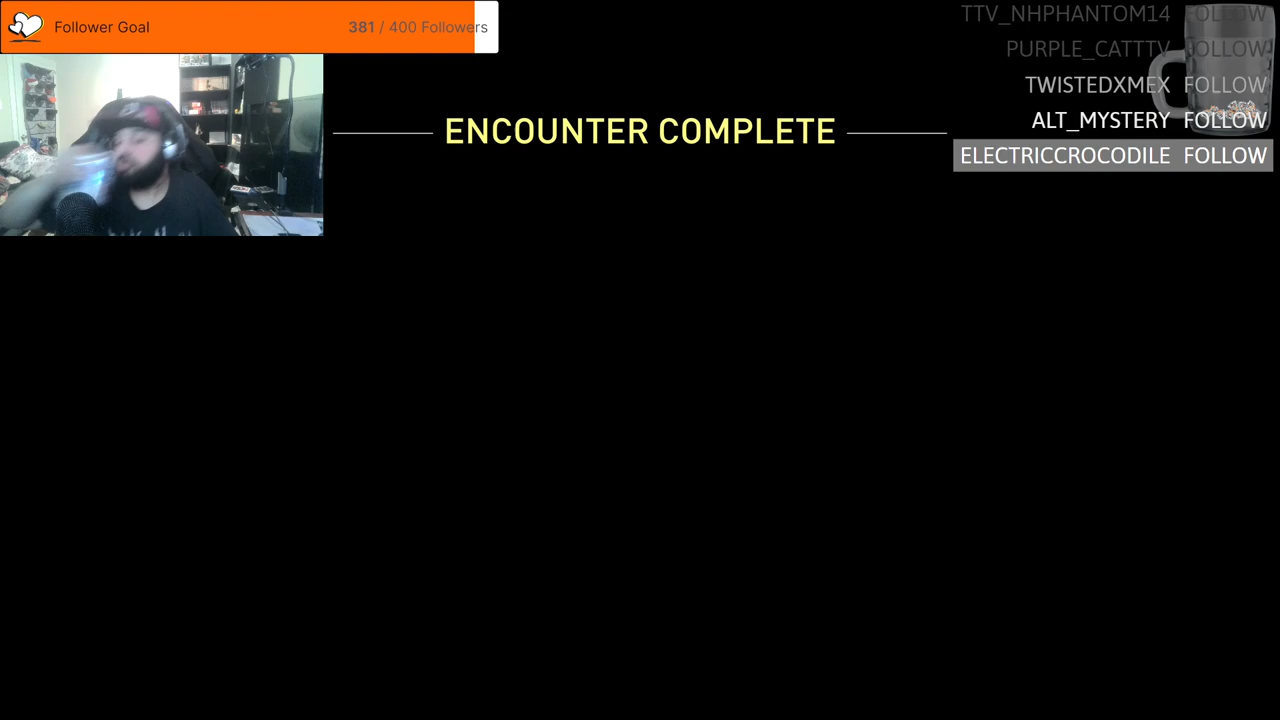 Follower Goal
381 / 400 Followers
TTV_NHPHANTOM14 FOLLOW
PURPLE_CATTTV FOLLOW
TWISTEDXMEX FOLLOW
ALT_MYSTERY FOLLOW
ELECTRICCROCODILE FOLLOW
ENCOUNTER COMPLETE